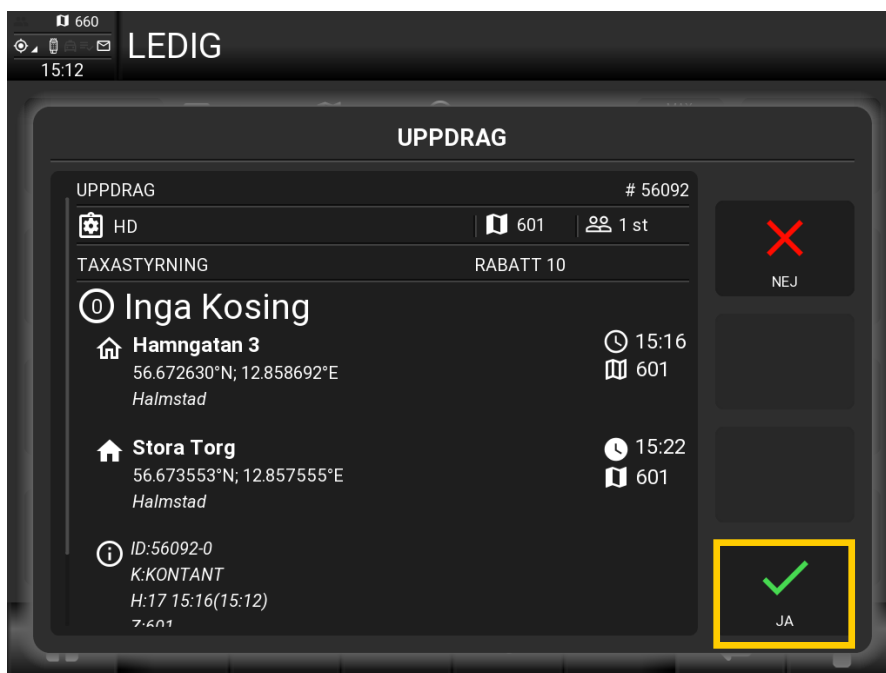 660
LEDIG
15:12
UPPDRAG
UPPDRAG # 56092
HD 601 1 st
TAXASTYRNING RABATT 10
NEJ
0 Inga Kosing
Hamngatan 3 15:16
56.672630°N; 12.858692°E 601
Halmstad
Stora Torg 15:22
56.673553°N; 12.857555°E 601
Halmstad
ID:56092-0
K:KONTANT
H:17 15:16(15:12)
Z:601
JA